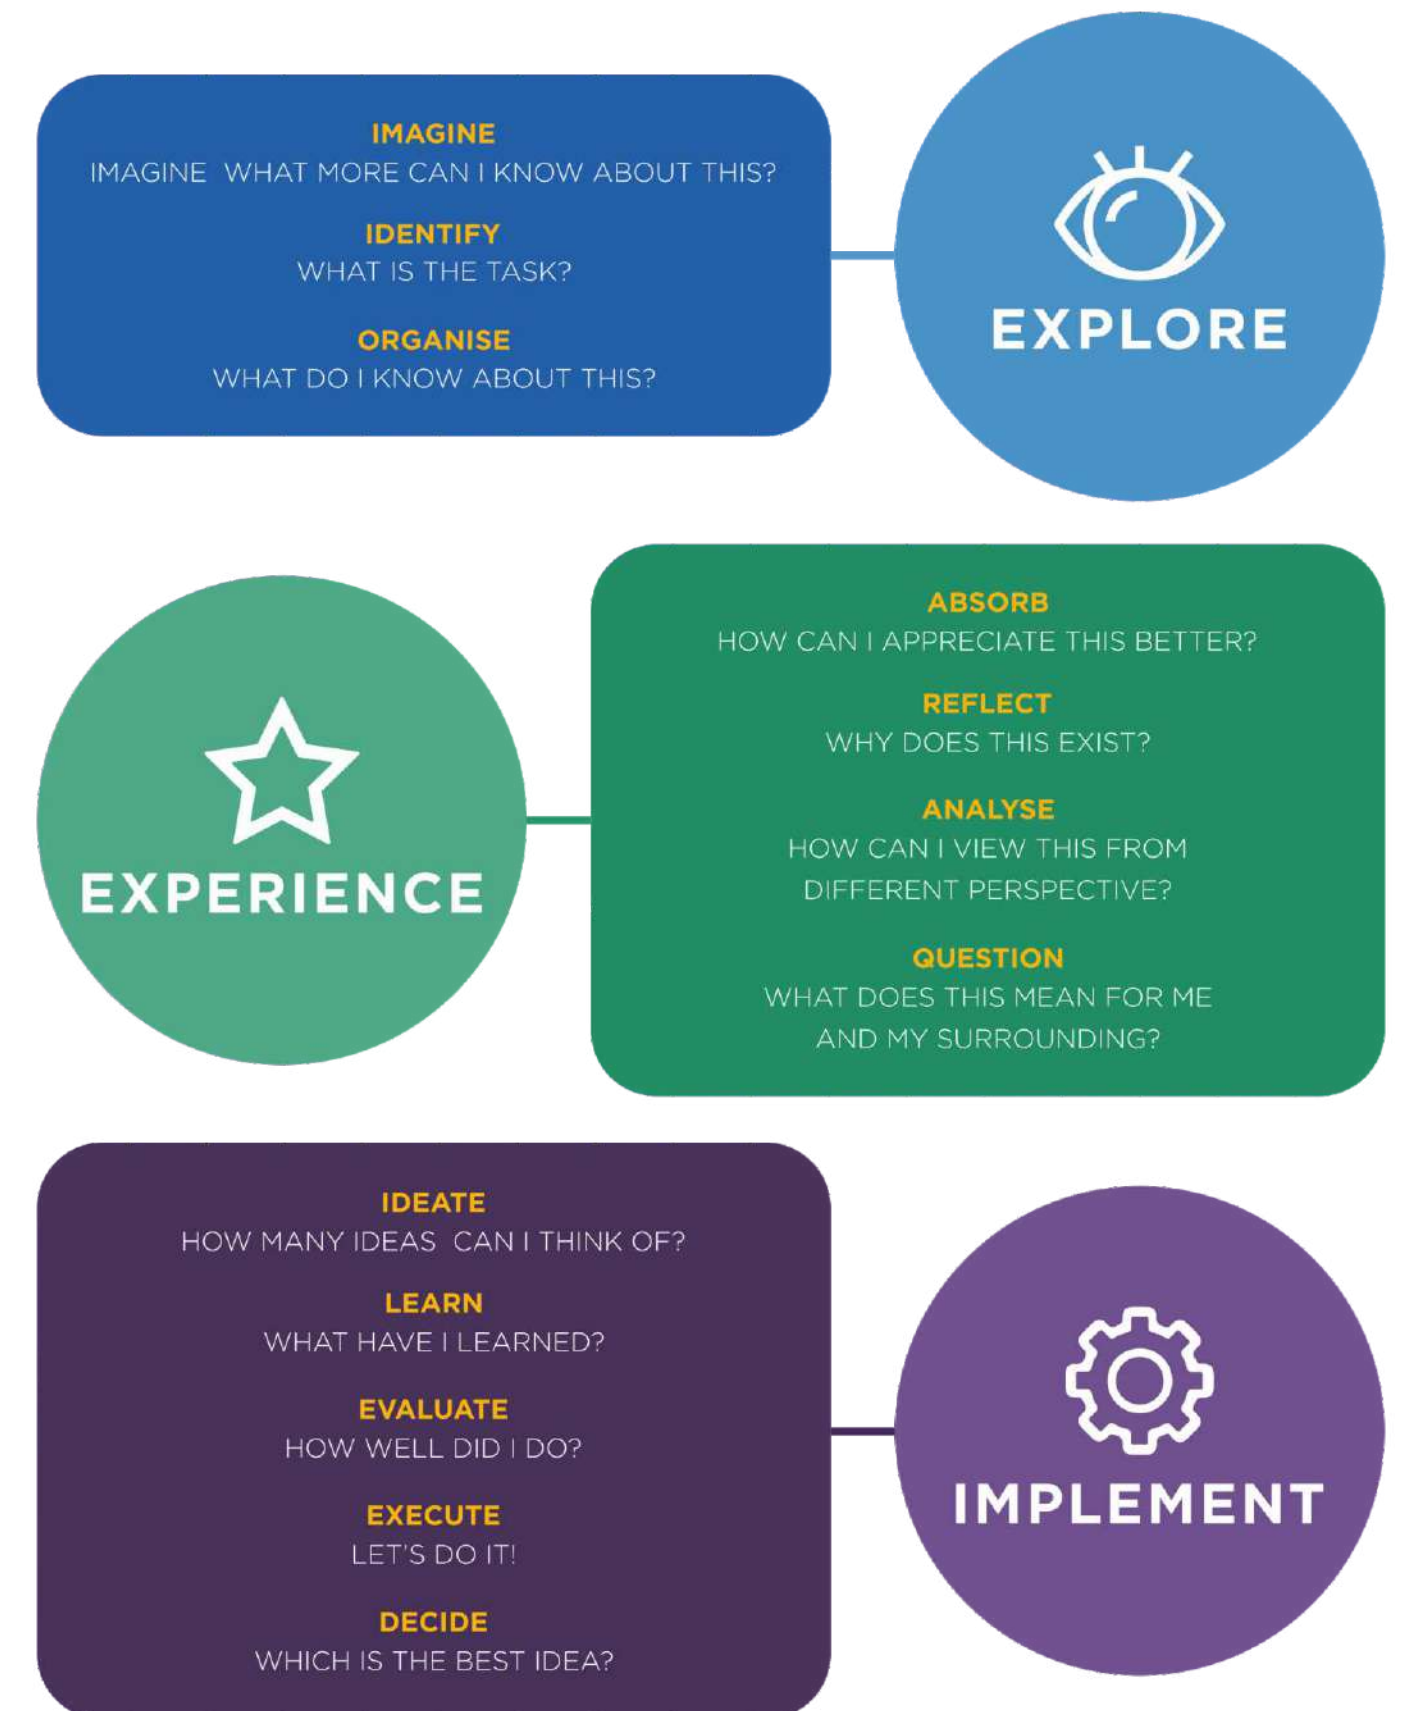 IMAGINE
IMAGINE WHAT MORE CAN I KNOW ABOUT THIS?
IDENTIFY
WHAT IS THE TASK?
ORGANISE
WHAT DO I KNOW ABOUT THIS?
EXPLORE
EXPERIENCE
ABSORB
HOW CAN I APPRECIATE THIS BETTER?
REFLECT
WHY DOES THIS EXIST?
ANALYSE
HOW CAN I VIEW THIS FROM
DIFFERENT PERSPECTIVE?
QUESTION
WHAT DOES THIS MEAN FOR ME
AND MY SURROUNDING?
IDEATE
HOW MANY IDEAS CAN I THINK OF?
LEARN
WHAT HAVE I LEARNED?
EVALUATE
HOW WELL DID I DO?
EXECUTE
LET'S DO IT!
DECIDE
WHICH IS THE BEST IDEA?
IMPLEMENT